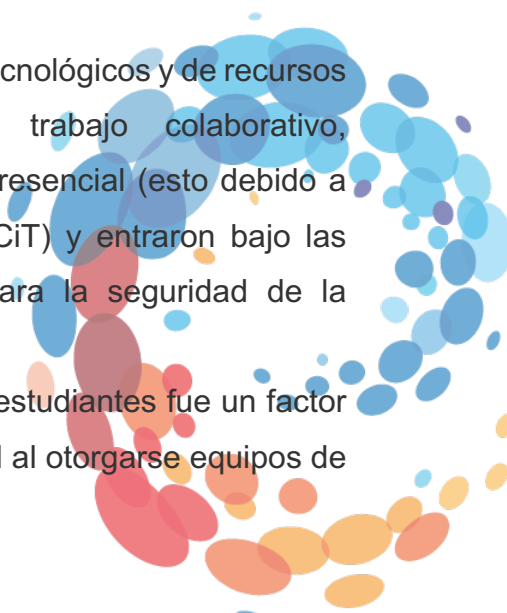 cnológicos y de recursos
trabajo colaborativo,
resencial (esto debido a
CiT) y entraron bajo las
ara la seguridad de la
estudiantes fue un factor
al otorgarse equipos de